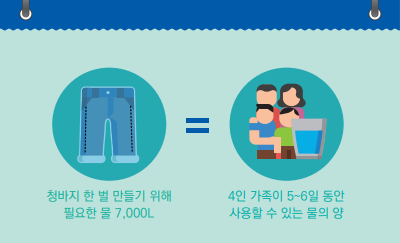 청바지 한 벌 만들기 위해
필요한 물 7,000L
4인 가족이 5~6일 동안
사용할 수 있는 물의 양